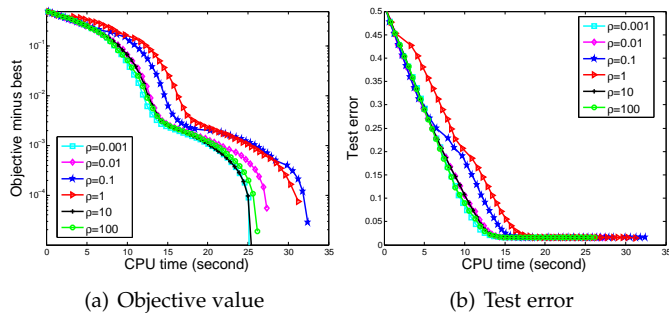 10⁻¹
10⁻²
10⁻³
10⁻⁴
Objective minus best
ρ=0.001
ρ=0.01
ρ=0.1
ρ=1
ρ=10
ρ=100
0 5 10 15 20 25 30 35
CPU time (second)
(a) Objective value
0.5
0.45
0.4
0.35
0.3
0.25
0.2
0.15
0.1
0.05
0
Test error
ρ=0.001
ρ=0.01
ρ=0.1
ρ=1
ρ=10
ρ=100
0 5 10 15 20 25 30 35
CPU time (second)
(b) Test error